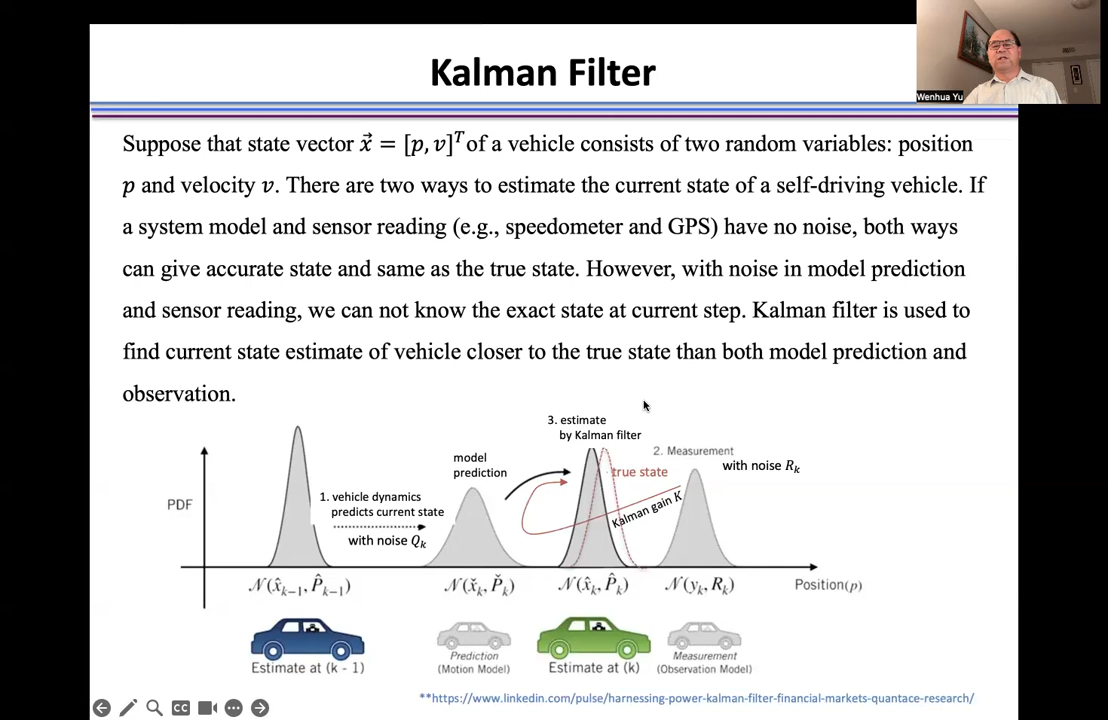 Kalman Filter
Wenhua Yu
Suppose that state vector x⃗ = [p, v]ᵀ of a vehicle consists of two random variables: position
p and velocity v. There are two ways to estimate the current state of a self-driving vehicle. If
a system model and sensor reading (e.g., speedometer and GPS) have no noise, both ways
can give accurate state and same as the true state. However, with noise in model prediction
and sensor reading, we can not know the exact state at current step. Kalman filter is used to
find current state estimate of vehicle closer to the true state than both model prediction and
observation.
3. estimate
by Kalman filter
model
prediction
2. Measurement
with noise Rₖ
true state
PDF
1. vehicle dynamics
predicts current state
with noise Qₖ
Kalman gain K
𝒩(x̂ₖ₋₁, P̂ₖ₋₁)
𝒩(x̌ₖ, P̌ₖ)
𝒩(x̂ₖ, P̂ₖ)
𝒩(yₖ, Rₖ)
Position(p)
Estimate at (k - 1)
Prediction
(Motion Model)
Estimate at (k)
Measurement
(Observation Model)
**https://www.linkedin.com/pulse/harnessing-power-kalman-filter-financial-markets-quantace-research/
CC